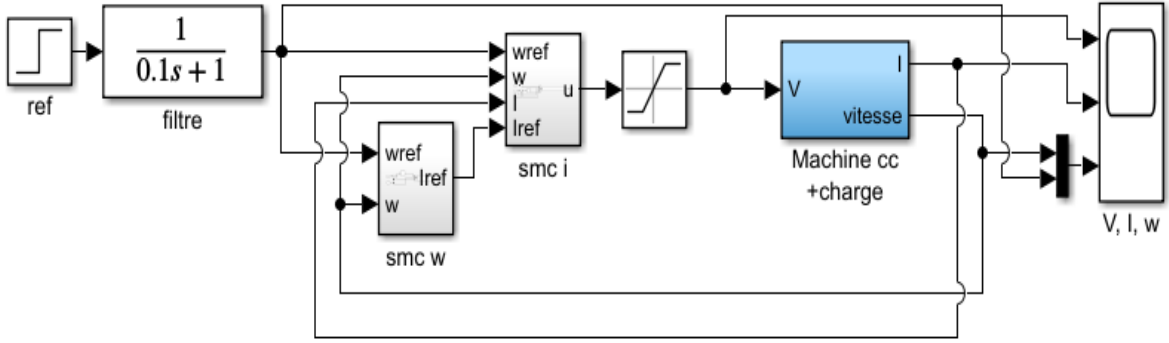 ref
1
0.1s + 1
filtre
wref
w
I
Iref
u
smc i
wref
Iref
w
smc w
V
I
vitesse
Machine cc
+charge
V, I, w